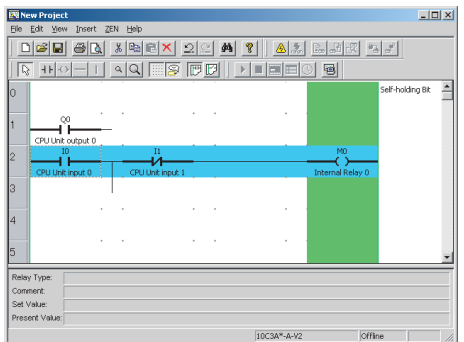 New Project
File Edit View Insert ZEN Help
0
Self-holding Bit
1
Q0
CPU Unit output 0
2
I0 I1 M0
CPU Unit input 0 CPU Unit input 1 Internal Relay 0
3
4
5
Relay Type:
Comment:
Set Value:
Present Value:
10C3A*-A-V2 Offline